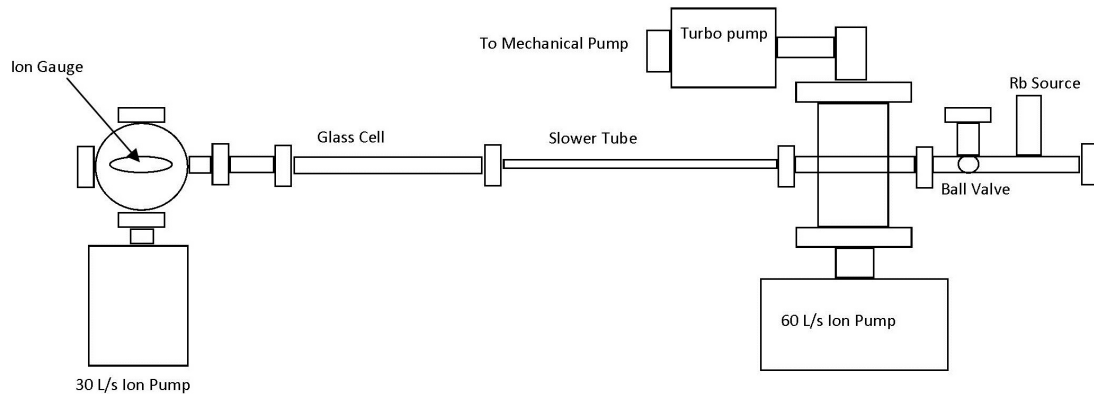 Turbo pump
To Mechanical Pump
Ion Gauge
Rb Source
Glass Cell
Slower Tube
Ball Valve
60 L/s Ion Pump
30 L/s Ion Pump